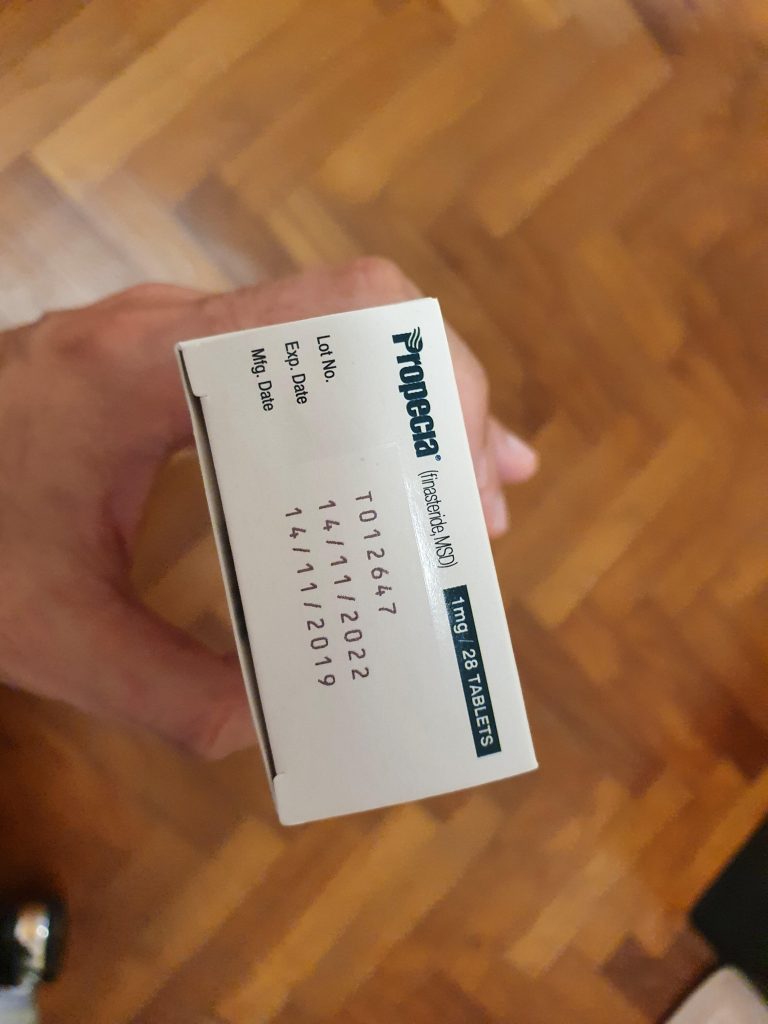 Propecia® (finasteride, MSD) 1mg / 28 TABLETS
Lot No. T012647
Exp. Date 14/11/2022
Mfg. Date 14/11/2019